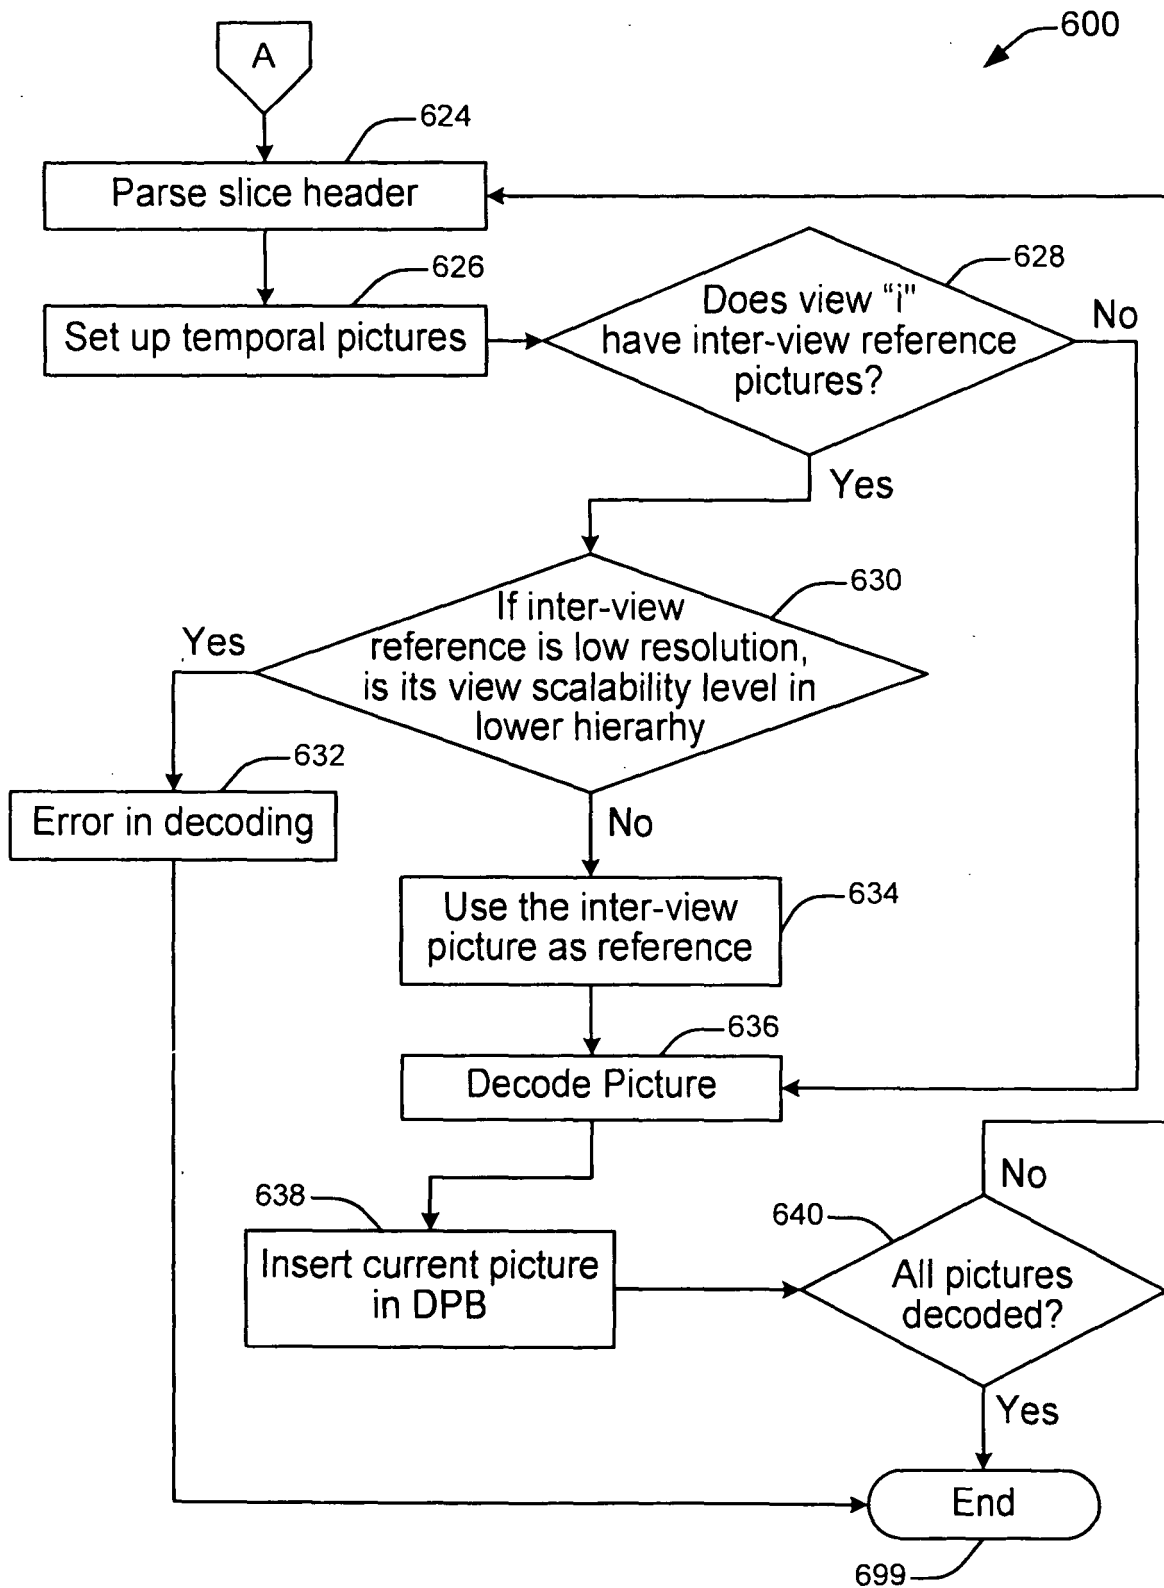 600
A
624
Parse slice header
626
Set up temporal pictures
628
Does view “i"
have inter-view reference
pictures?
No
Yes
630
If inter-view
reference is low resolution,
is its view scalability level in
lower hierarhy
Yes
632
Error in decoding
No
634
Use the inter-view
picture as reference
636
Decode Picture
638
Insert current picture
in DPB
No
640
All pictures
decoded?
Yes
End
699